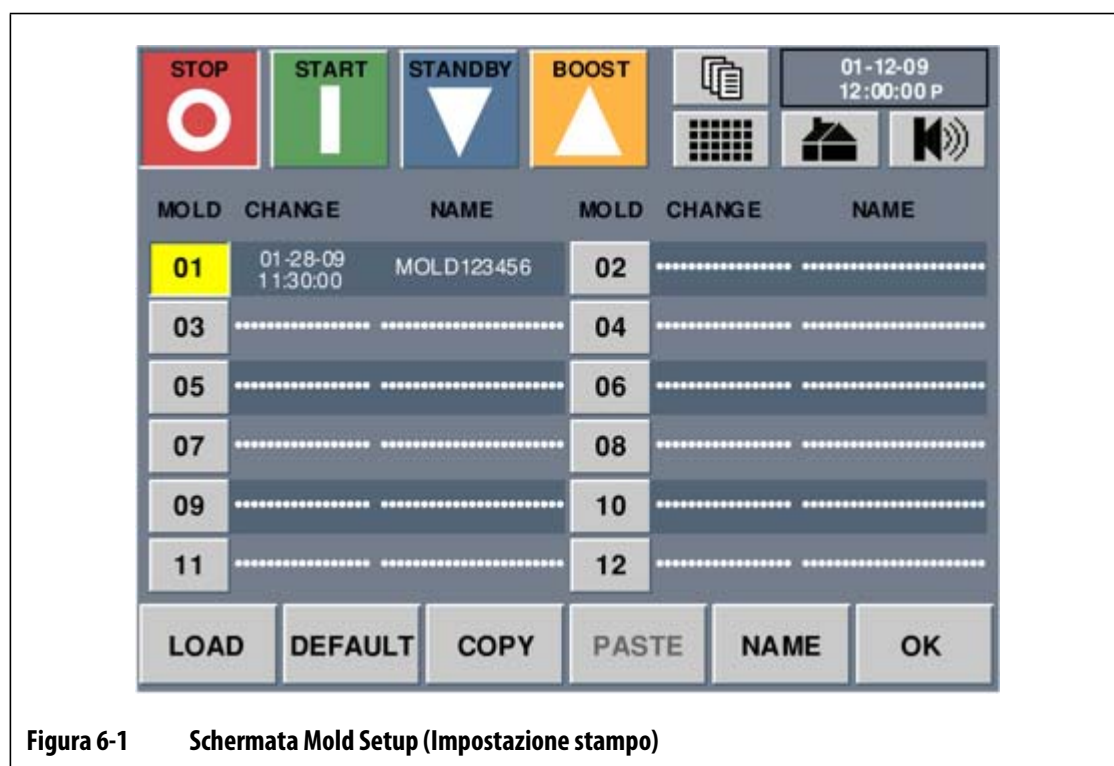 STOP START STANDBY BOOST
01-12-09
12:00:00 P
MOLD CHANGE NAME MOLD CHANGE NAME
01 01-28-09 11:30:00 MOLD123456 02
03 04
05 06
07 08
09 10
11 12
LOAD DEFAULT COPY PASTE NAME OK
Figura 6-1 Schermata Mold Setup (Impostazione stampo)